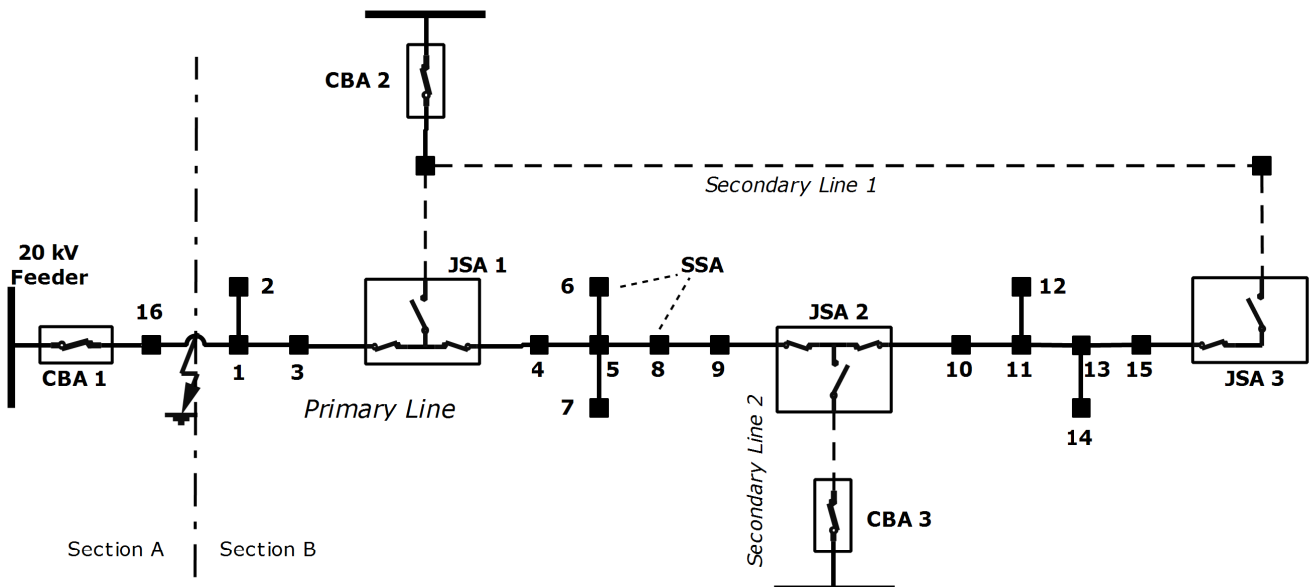 CBA 2
Secondary Line 1
20 kV
Feeder
JSA 1
SSA
16
2
6
12
JSA 2
CBA 1
1
3
4
5
8
9
10
11
13
15
JSA 3
Primary Line
7
14
Secondary Line 2
CBA 3
Section A
Section B